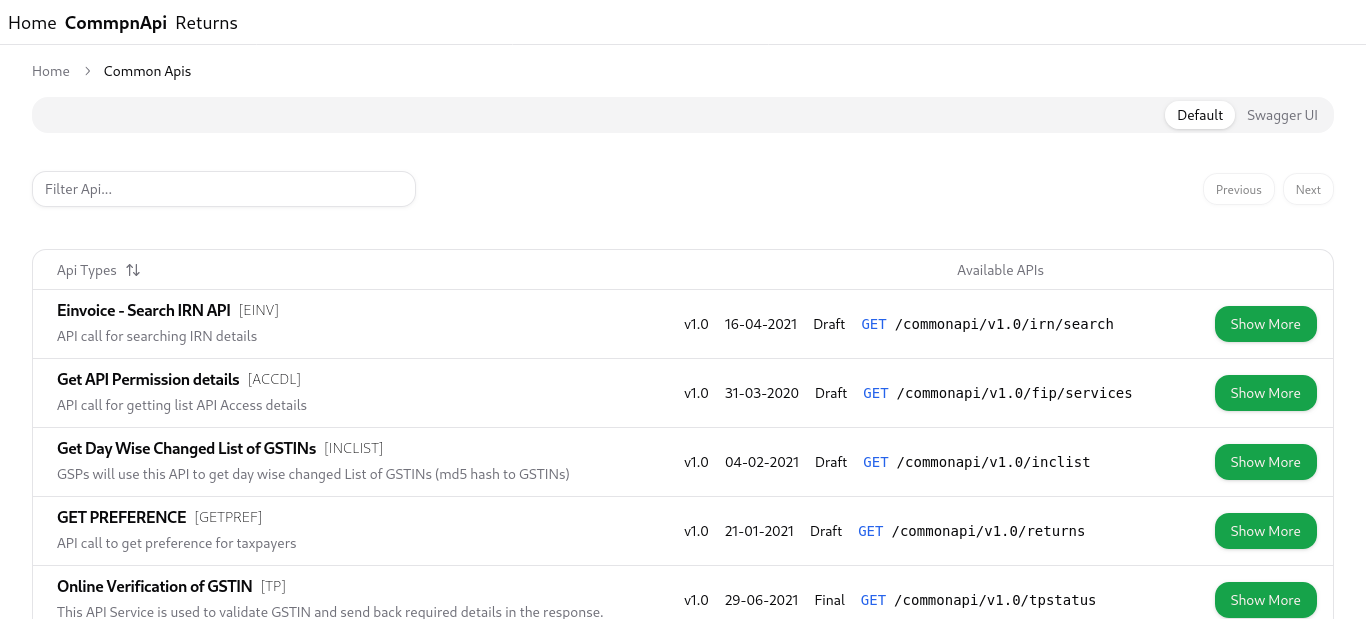 Home CommpnApi Returns
Home > Common Apis
Default Swagger UI
Filter Api...
Previous Next
Api Types Available APIs
Einvoice - Search IRN API [EINV]
API call for searching IRN details
v1.0 16-04-2021 Draft GET /commonapi/v1.0/irn/search Show More
Get API Permission details [ACCDL]
API call for getting list API Access details
v1.0 31-03-2020 Draft GET /commonapi/v1.0/fip/services Show More
Get Day Wise Changed List of GSTINs [INCLIST]
GSPs will use this API to get day wise changed List of GSTINs (md5 hash to GSTINs)
v1.0 04-02-2021 Draft GET /commonapi/v1.0/inclist Show More
GET PREFERENCE [GETPREF]
API call to get preference for taxpayers
v1.0 21-01-2021 Draft GET /commonapi/v1.0/returns Show More
Online Verification of GSTIN [TP]
This API Service is used to validate GSTIN and send back required details in the response.
v1.0 29-06-2021 Final GET /commonapi/v1.0/tpstatus Show More